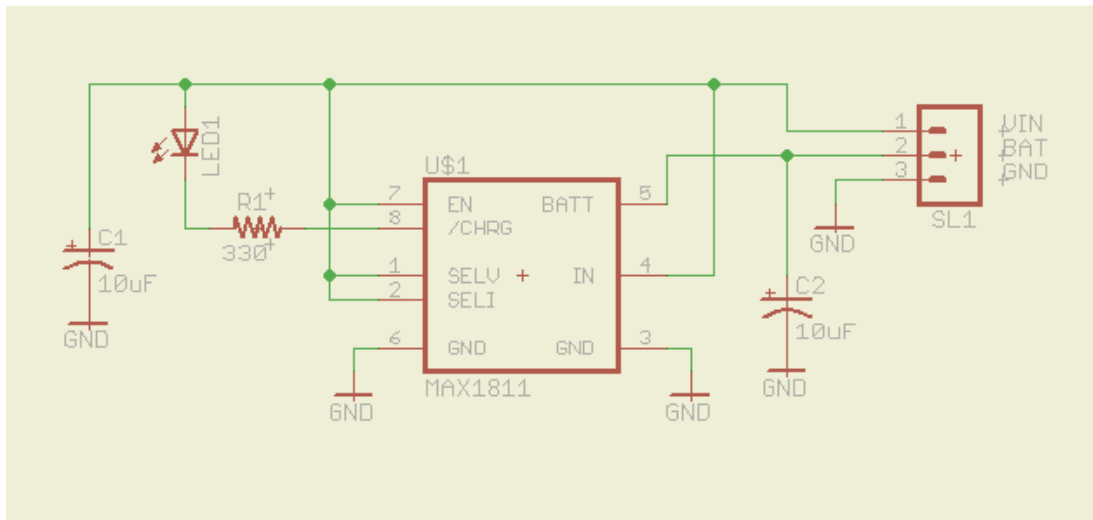 LED1
R1
330
C1
10uF
GND
U$1
7
8
1
2
6
EN
/CHRG
SELV
SELI
GND
BATT
IN
GND
5
4
3
MAX1811
GND
GND
1
2
3
VIN
BAT
GND
SL1
GND
C2
10uF
GND